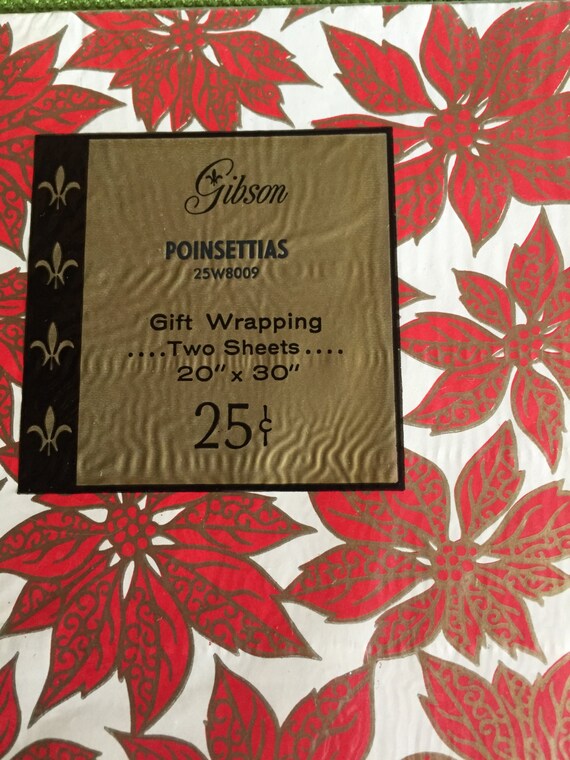 Gibson
POINSETTIAS
25W8009
Gift Wrapping
....Two Sheets....
20" x 30"
25¢